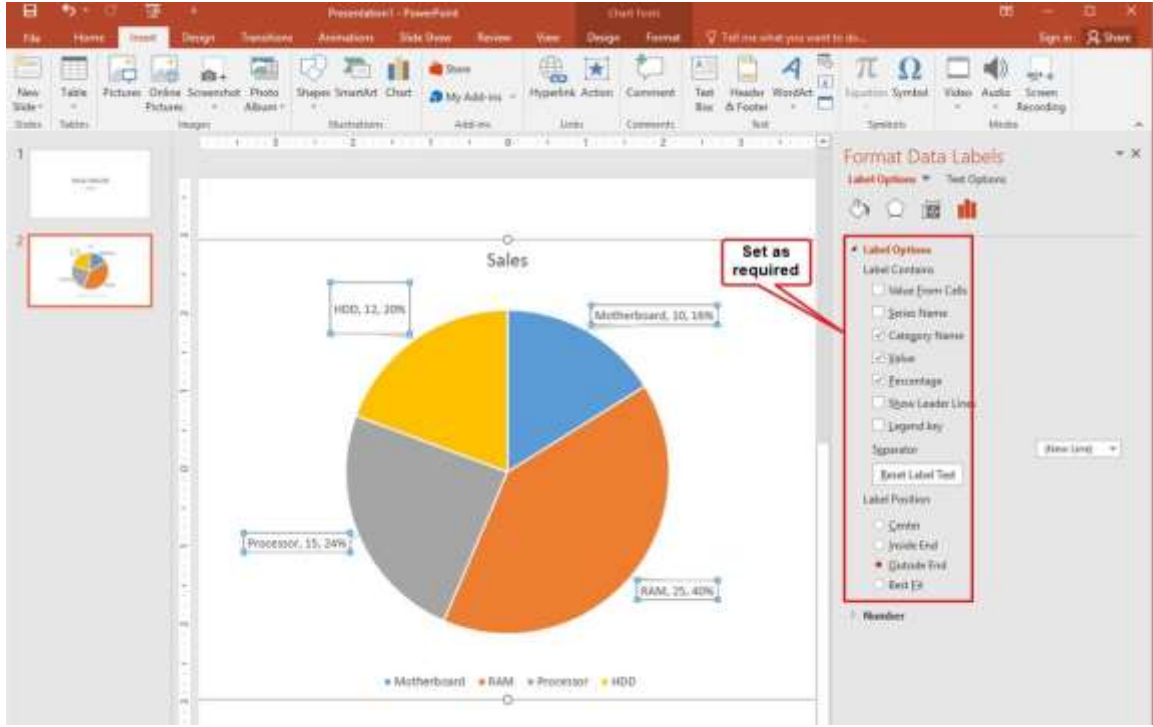 Presentation1 - PowerPoint
Chart Tools
File Home Insert Design Transitions Animations Slide Show Review View Design Format Tell me what you want to do... Sign in Share
New Slide Table Pictures Online Pictures Screenshot Photo Album Shapes SmartArt Chart Store My Add-ins Hyperlink Action Comment Text Box Header & Footer WordArt Equation Symbol Video Audio Screen Recording
Slides Tables Images Illustrations Add-ins Links Comments Text Symbols Media
1
2
Format Data Labels
Label Options Text Options
Label Options
Label Contains
Value From Cells
Series Name
Category Name
Value
Percentage
Show Leader Lines
Legend key
Separator (New Line)
Reset Label Text
Label Position
Center
Inside End
Outside End
Best Fit
Number
Set as
required
Sales
HDD, 12, 20%
Motherboard, 10, 16%
Processor, 15, 24%
RAM, 25, 40%
Motherboard RAM Processor HDD